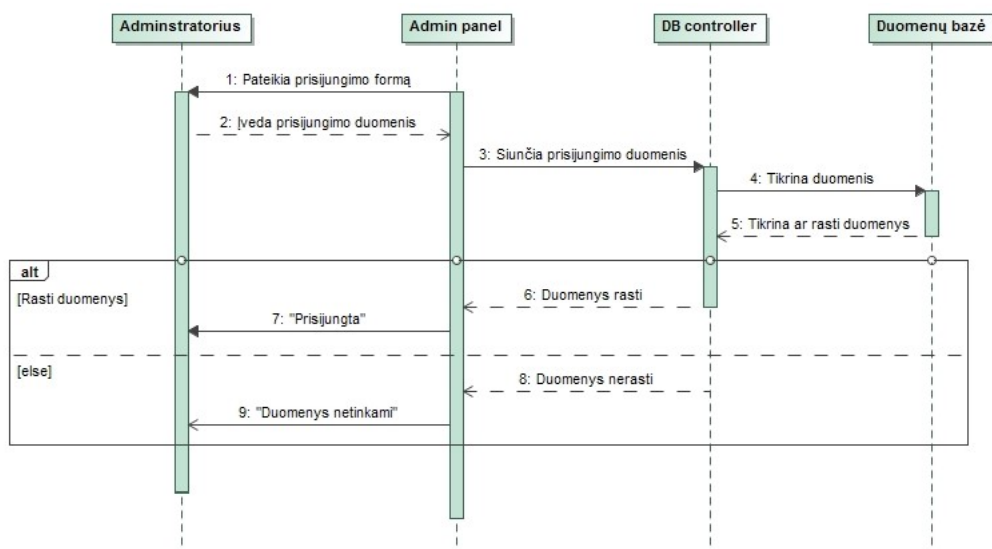 Adminstratorius
Admin panel
DB controller
Duomenų bazė
1: Pateikia prisijungimo formą
2: Įveda prisijungimo duomenis
3: Siunčia prisijungimo duomenis
4: Tikrina duomenis
5: Tikrina ar rasti duomenys
alt
[Rasti duomenys]
6: Duomenys rasti
7: "Prisijungta"
[else]
8: Duomenys nerasti
9: "Duomenys netinkami"